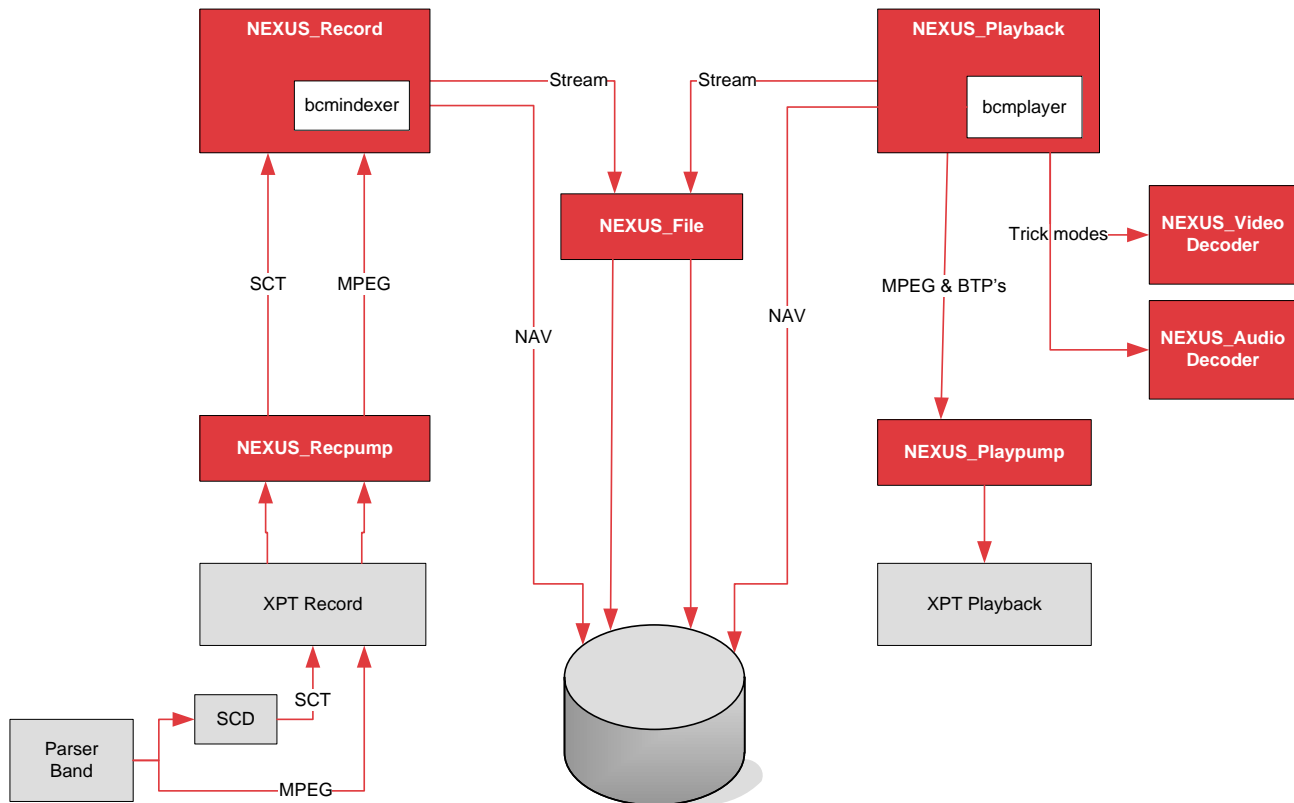 NEXUS_Record
bcmindexer
NEXUS_Playback
bcmplayer
Stream
Stream
NEXUS_File
NEXUS_Video
Decoder
Trick modes
SCT
MPEG
MPEG & BTP's
NAV
NAV
NEXUS_Audio
Decoder
NEXUS_Recpump
NEXUS_Playpump
XPT Record
XPT Playback
SCT
SCD
Parser
Band
MPEG